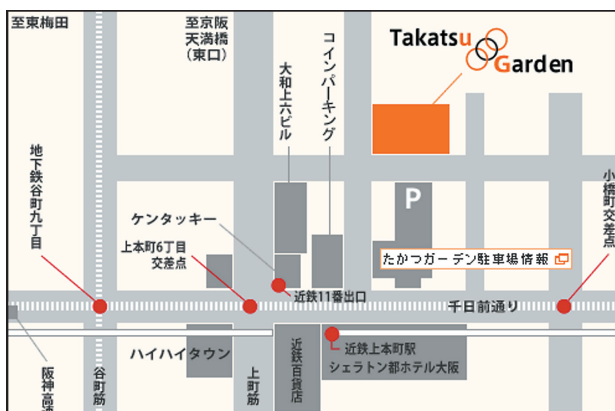 至東梅田
至京阪
天満橋
（東口）
コインパーキング
大和上六ビル
Takatsu
Garden
地下鉄谷町九丁目
ケンタッキー
上本町6丁目
交差点
P
小橋町交差点
たかつガーデン駐車場情報
近鉄11番出口
千日前通り
ハイハイタウン
近鉄百貨店
近鉄上本町駅
シェラトン都ホテル大阪
阪神高速
谷町筋
上町筋